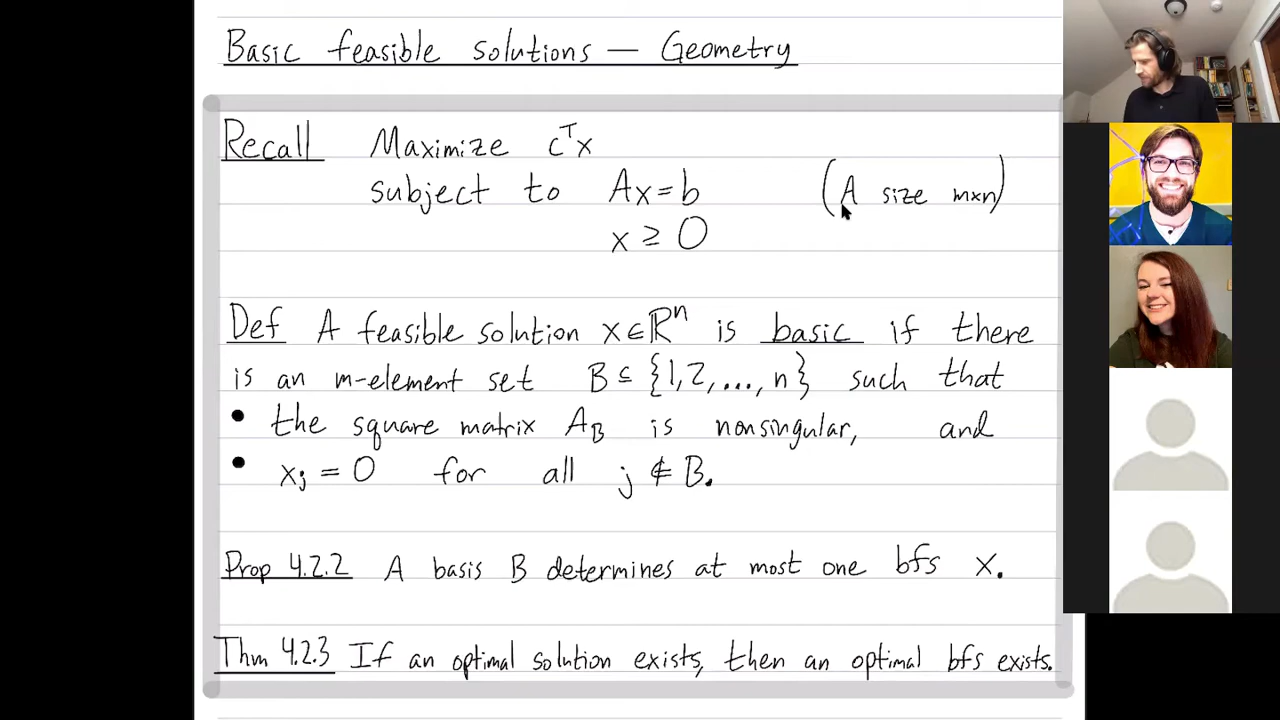 Basic feasible solutions — Geometry
Recall Maximize cᵀx
subject to Ax=b (A size m×n)
x ≥ 0
Def A feasible solution x∈ℝⁿ is basic if there
is an m-element set B ⊆ {1,2,..., n} such that
• the square matrix A_B is nonsingular, and
• xⱼ = 0 for all j ∉ B.
Prop 4.2.2 A basis B determines at most one bfs x.
Thm 4.2.3 If an optimal solution exists, then an optimal bfs exists.